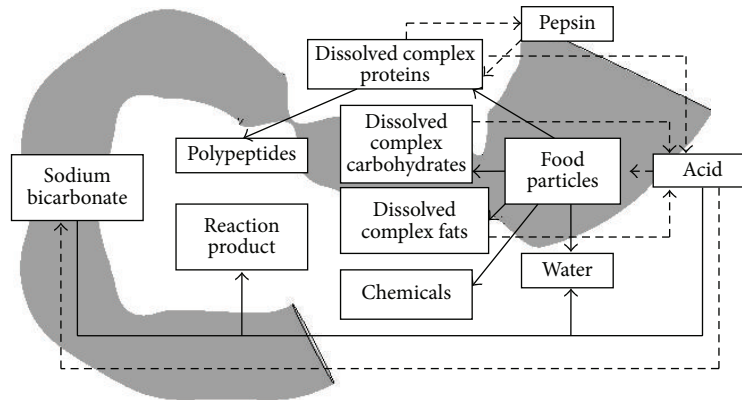 Pepsin
Dissolved complex
proteins
Dissolved
complex
carbohydrates
Polypeptides
Food
particles
Acid
Sodium
bicarbonate
Reaction
product
Dissolved
complex fats
Water
Chemicals